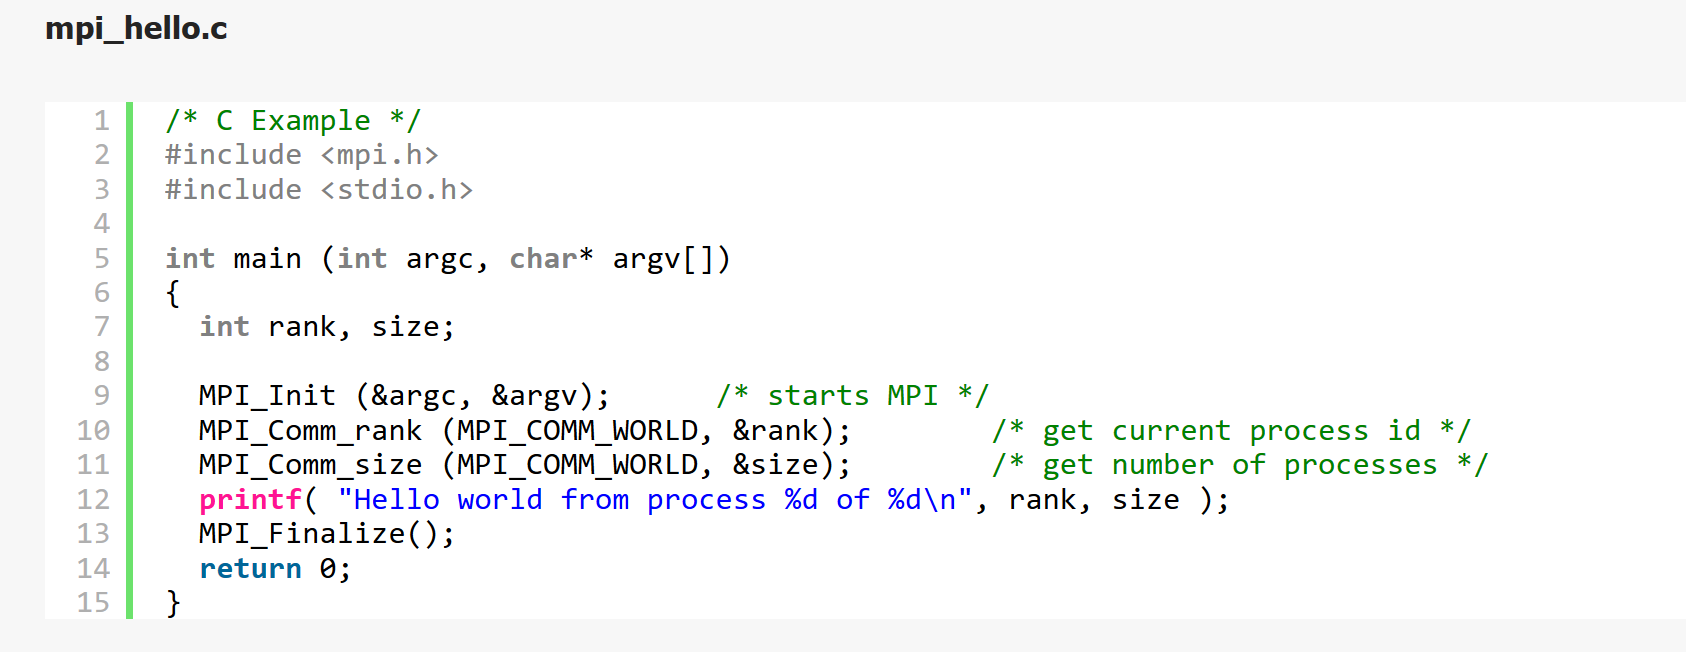 mpi_hello.c
1 /* C Example */
2 #include <mpi.h>
3 #include <stdio.h>
4
5 int main (int argc, char* argv[])
6 {
7   int rank, size;
8
9   MPI_Init (&argc, &argv);      /* starts MPI */
10   MPI_Comm_rank (MPI_COMM_WORLD, &rank);        /* get current process id */
11   MPI_Comm_size (MPI_COMM_WORLD, &size);        /* get number of processes */
12   printf( "Hello world from process %d of %d\n", rank, size );
13   MPI_Finalize();
14   return 0;
15 }